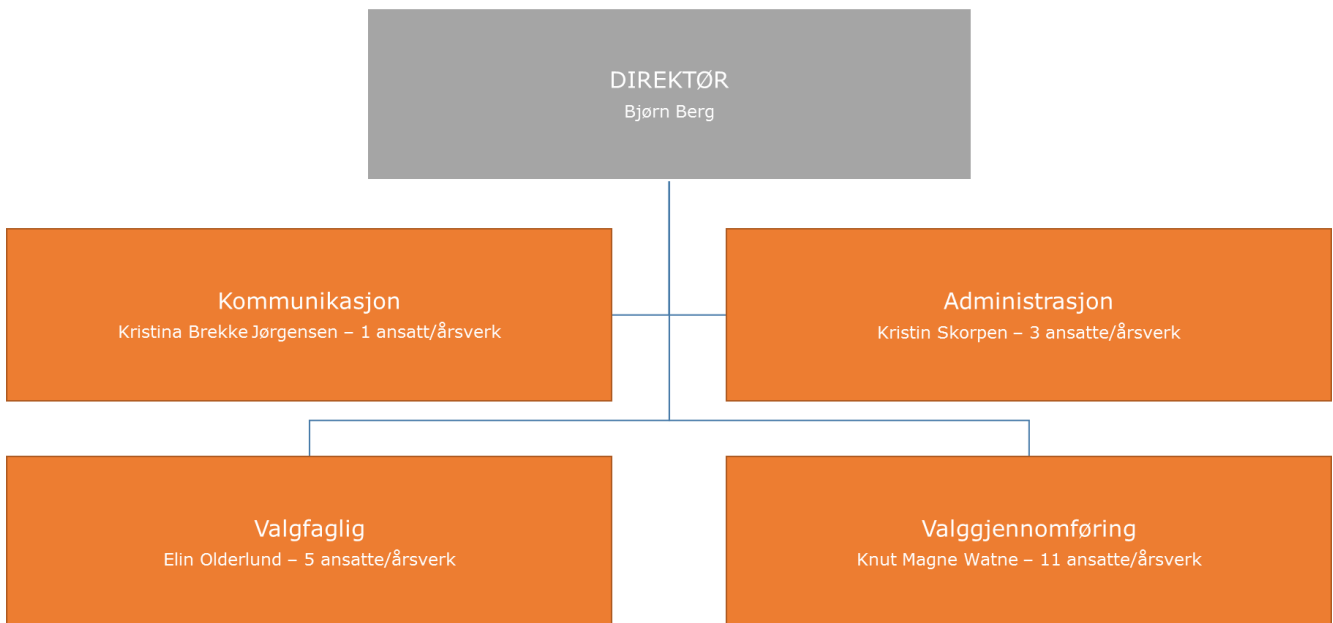 DIREKTØR
Bjørn Berg
Kommunikasjon
Kristina Brekke Jørgensen – 1 ansatt/årsverk
Administrasjon
Kristin Skorpen – 3 ansatte/årsverk
Valgfaglig
Elin Olderlund – 5 ansatte/årsverk
Valggjennomføring
Knut Magne Watne – 11 ansatte/årsverk